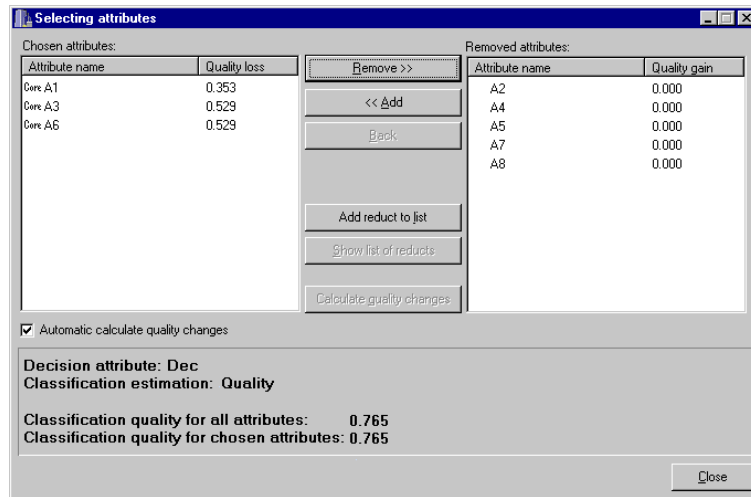 Selecting attributes
Chosen attributes:
Attribute name Quality loss
Core A1 0.353
Core A3 0.529
Core A6 0.529
Remove >>
<< Add
Back
Add reduct to list
Show list of reducts
Calculate quality changes
Removed attributes:
Attribute name Quality gain
A2 0.000
A4 0.000
A5 0.000
A7 0.000
A8 0.000
Automatic calculate quality changes
Decision attribute: Dec
Classification estimation: Quality
Classification quality for all attributes: 0.765
Classification quality for chosen attributes: 0.765
Close